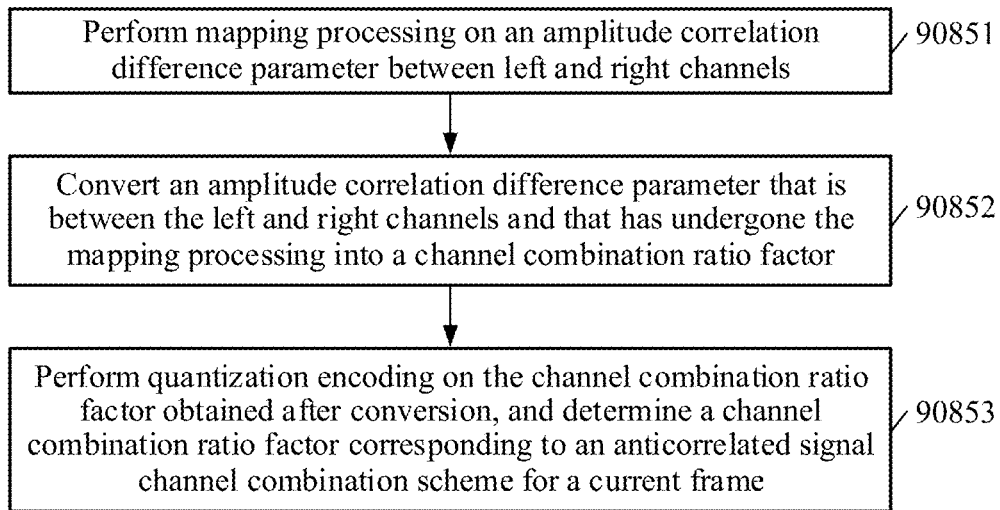 Perform mapping processing on an amplitude correlation
difference parameter between left and right channels
90851
Convert an amplitude correlation difference parameter that is
between the left and right channels and that has undergone the
mapping processing into a channel combination ratio factor
90852
Perform quantization encoding on the channel combination ratio
factor obtained after conversion, and determine a channel
combination ratio factor corresponding to an anticorrelated signal
channel combination scheme for a current frame
90853